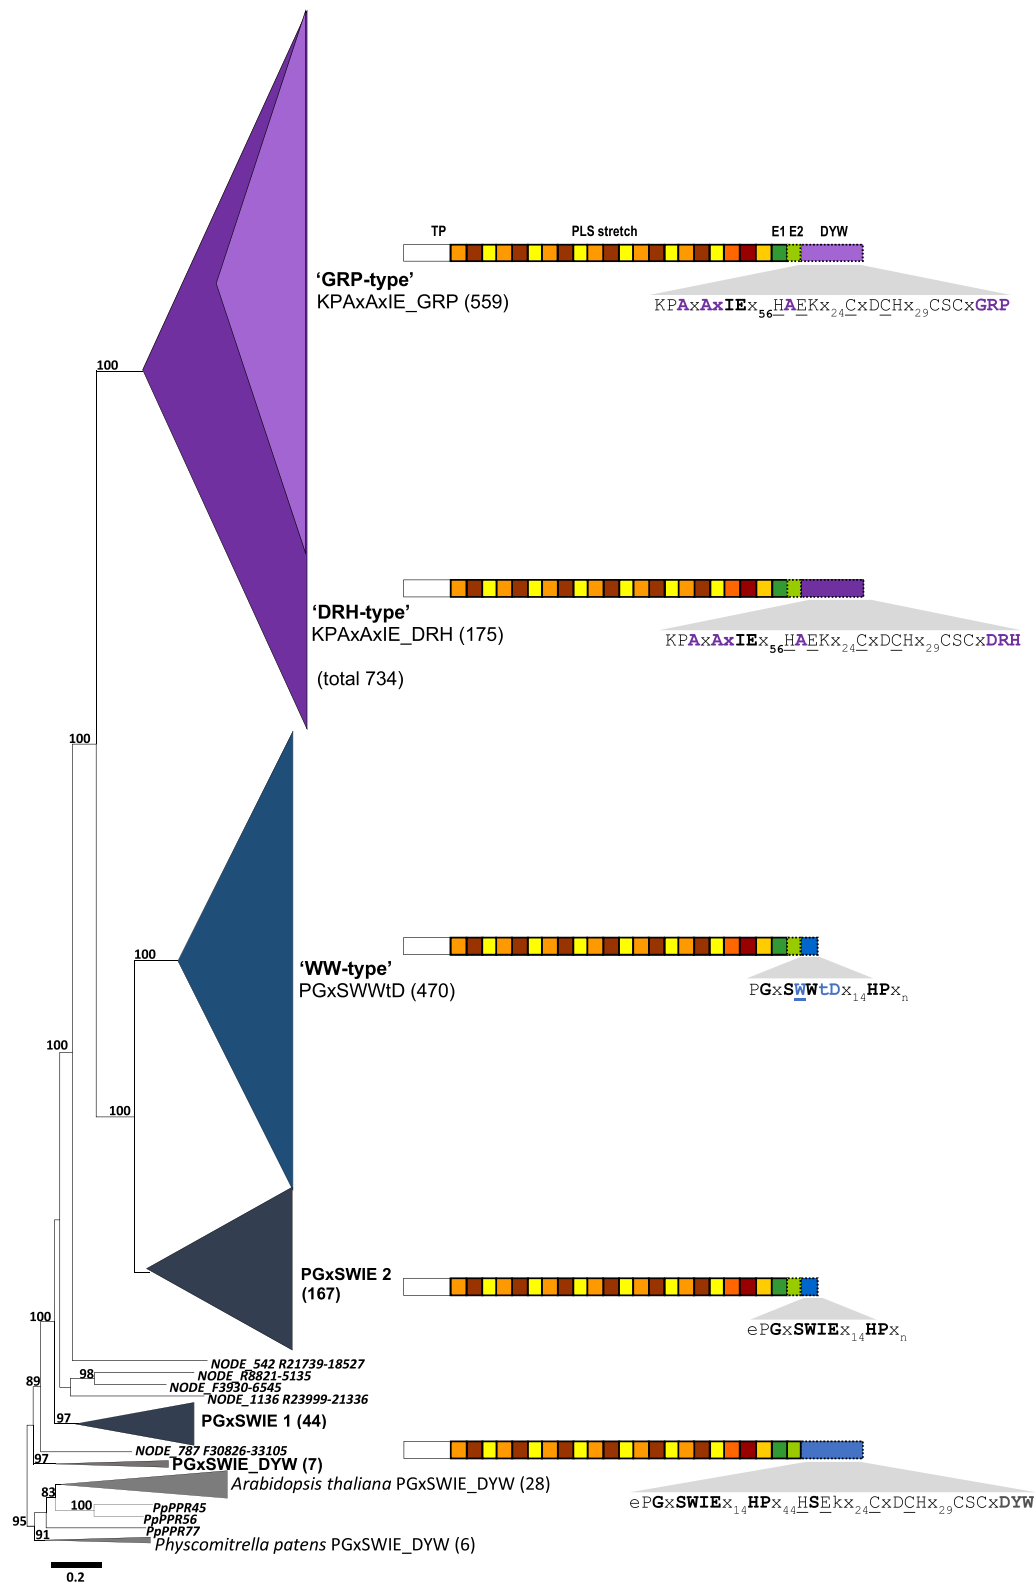 TP PLS stretch E1 E2 DYW
'GRP-type'
KPAxAxIE_GRP (559)
KPAxAxIEx56HAEKx24CxDCHx29CSCxGRP
100
'DRH-type'
KPAxAxIE_DRH (175)
KPAxAxIEx56HAEKx24CxDCHx29CSCxDRH
(total 734)
100
100
'WW-type'
PGxSWWtD (470)
PGxSWWtDx14HPxn
100
100
PGxSWIE 2
(167)
ePGxSWIEx14HPxn
100
NODE_542 R21739-18527
98
NODE_R8821-5135
89
NODE_F3930-6545
NODE_1136 R23999-21336
97
PGxSWIE 1 (44)
NODE_787 F30826-33105
97
PGxSWIE_DYW (7)
Arabidopsis thaliana PGxSWIE_DYW (28)
83
ePGxSWIEx14HPx44HSEkx24CxDCHx29CSCxDYW
100
PpPPR45
PpPPR56
95
PpPPR77
91
Physcomitrella patens PGxSWIE_DYW (6)
0.2